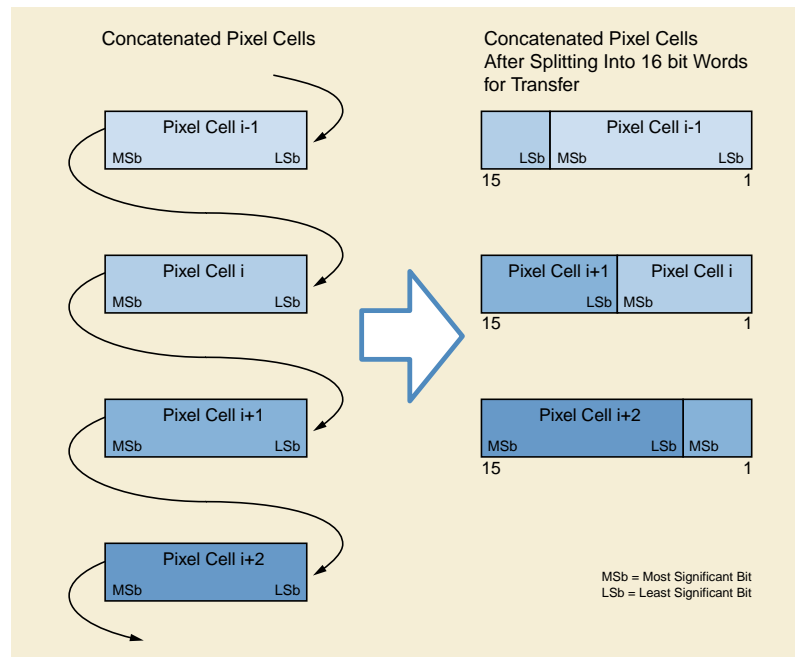 Concatenated Pixel Cells
Pixel Cell i-1
MSb LSb
Pixel Cell i
MSb LSb
Pixel Cell i+1
MSb LSb
Pixel Cell i+2
MSb LSb
Concatenated Pixel Cells
After Splitting Into 16 bit Words
for Transfer
Pixel Cell i-1
LSb MSb LSb
15 1
Pixel Cell i+1 Pixel Cell i
LSb MSb
15 1
Pixel Cell i+2
MSb LSb MSb
15 1
MSb = Most Significant Bit
LSb = Least Significant Bit